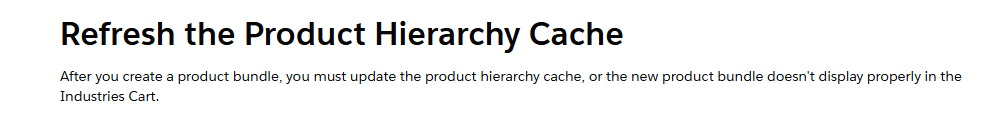 Refresh the Product Hierarchy Cache
After you create a product bundle, you must update the product hierarchy cache, or the new product bundle doesn't display properly in the
Industries Cart.